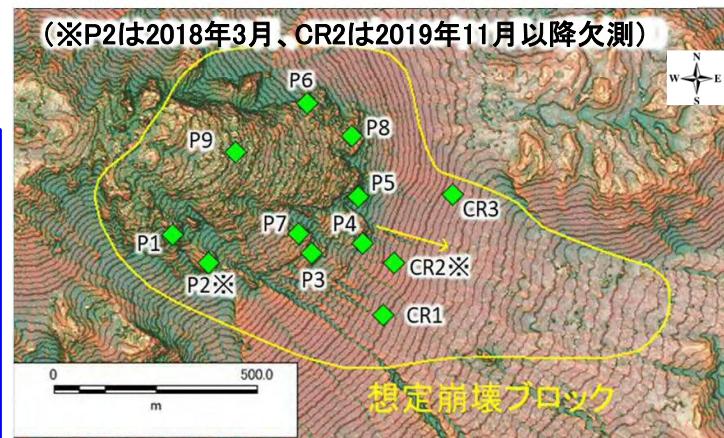 (※P2は2018年3月、CR2は2019年11月以降欠測)
N
W E
S
P6
P8
P9
P5
CR3
P1
P7
P4
P2※
P3
CR2※
CR1
0 500.0
m
想定崩壊ブロック